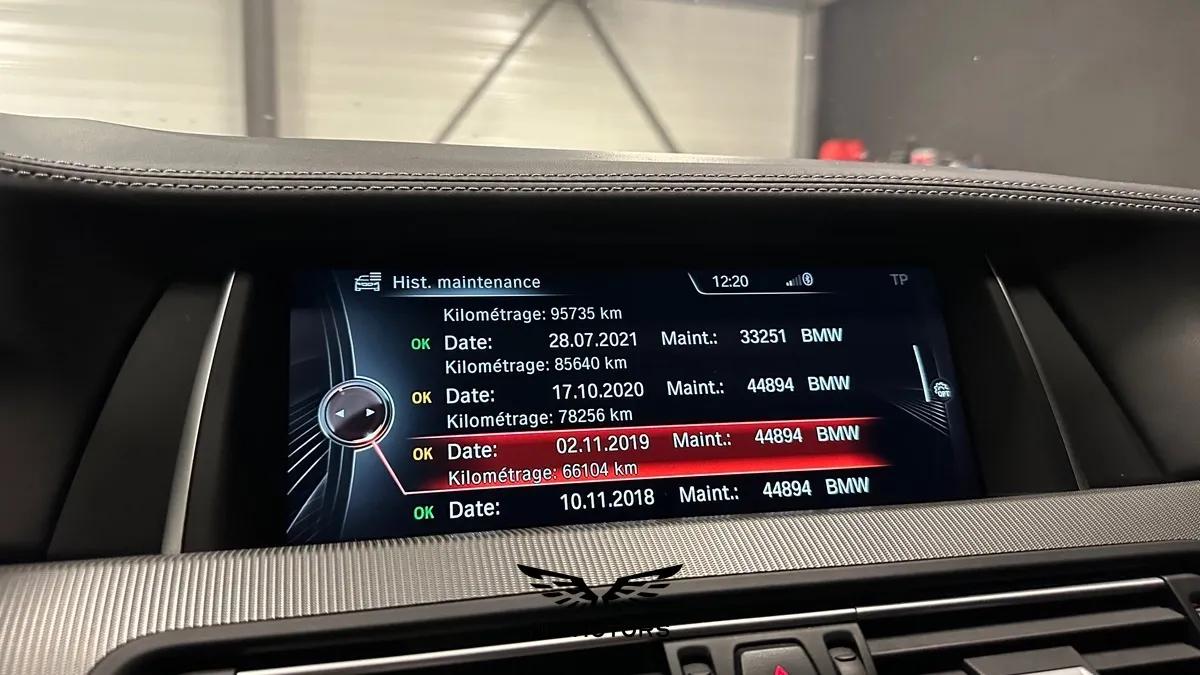 Hist. maintenance 12:20 TP
Kilométrage: 95735 km
OK Date: 28.07.2021 Maint.: 33251 BMW
Kilométrage: 85640 km
OK Date: 17.10.2020 Maint.: 44894 BMW
Kilométrage: 78256 km
OK Date: 02.11.2019 Maint.: 44894 BMW
Kilométrage: 66104 km
OK Date: 10.11.2018 Maint.: 44894 BMW
OFF
MOTORS